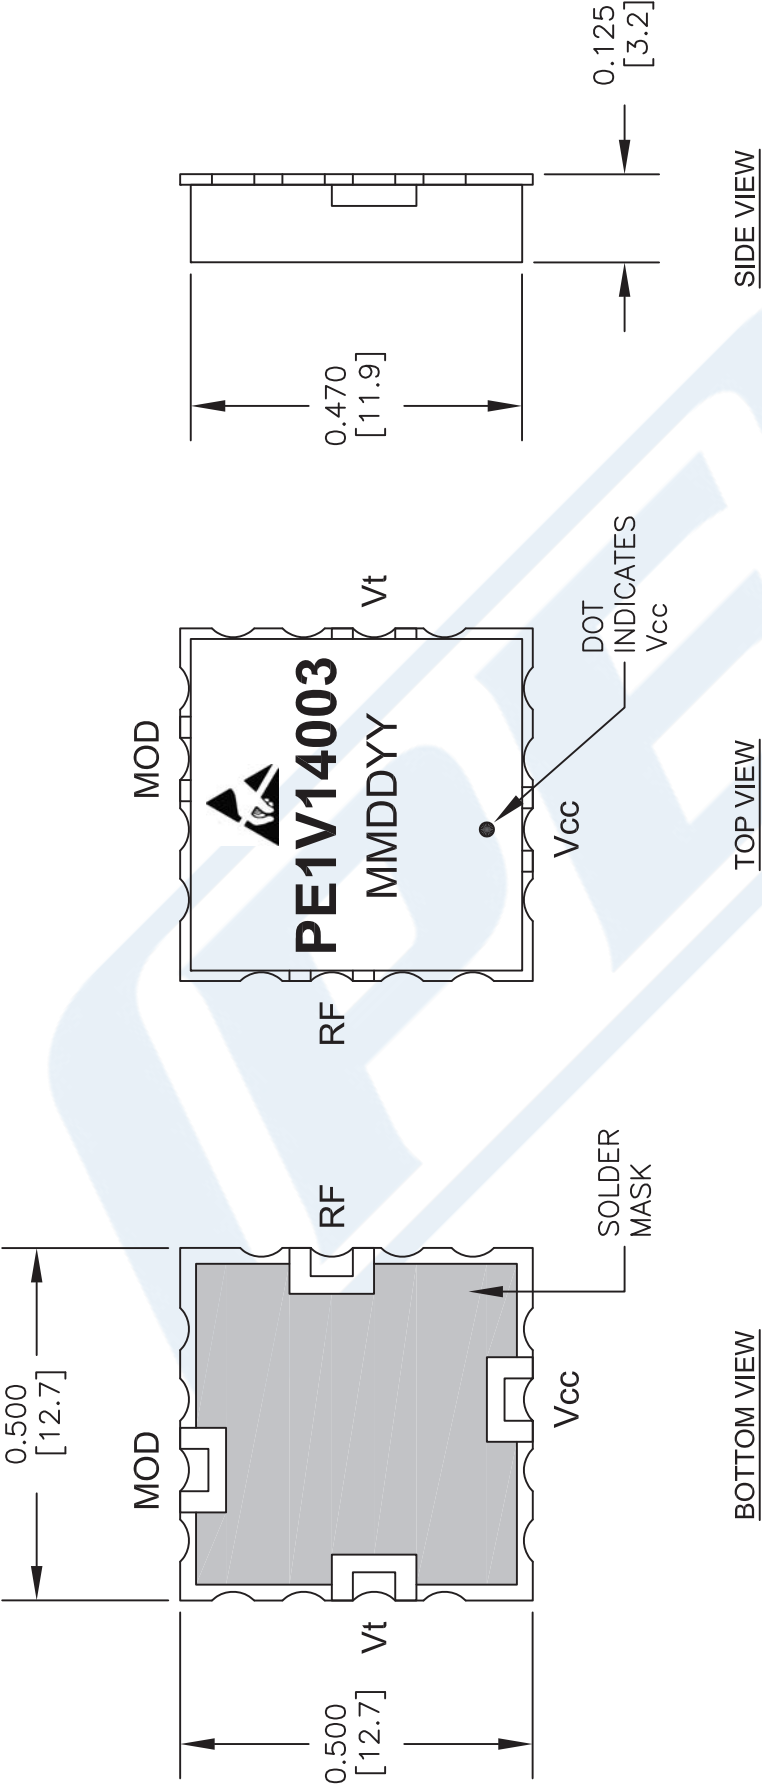 0.500
[12.7]
0.500
[12.7]
MOD
RF
Vcc
Vt
SOLDER
MASK
BOTTOM VIEW
MOD
RF
Vt
Vcc
PE1V14003
MMDDYY
DOT
INDICATES
Vcc
TOP VIEW
0.470
[11.9]
0.125
[3.2]
SIDE VIEW